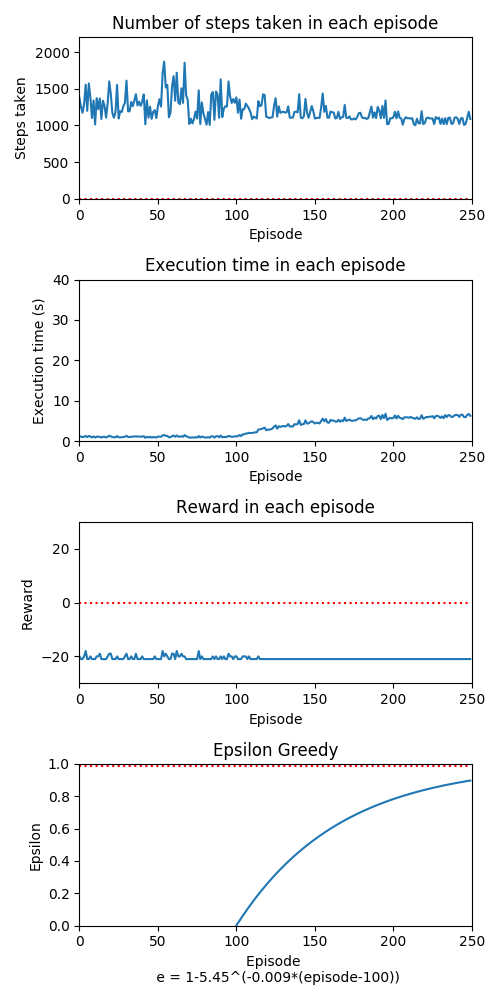 Number of steps taken in each episode
2000
1500
1000
500
0
Steps taken
0 50 100 150 200 250
Episode
Execution time in each episode
40
30
20
10
0
Execution time (s)
0 50 100 150 200 250
Episode
Reward in each episode
20
0
−20
Reward
0 50 100 150 200 250
Episode
Epsilon Greedy
1.0
0.8
0.6
0.4
0.2
0.0
Epsilon
0 50 100 150 200 250
Episode
e = 1-5.45^(-0.009*(episode-100))